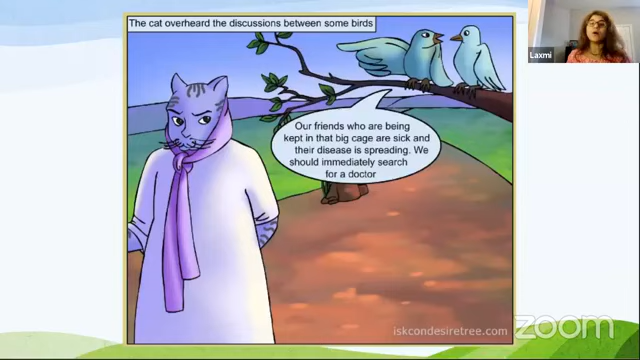 The cat overheard the discussions between some birds
Our friends who are being
kept in that big cage are sick and
their disease is spreading. We
should immediately search
for a doctor
iskcondesiretree.com
zoom
Laxmi